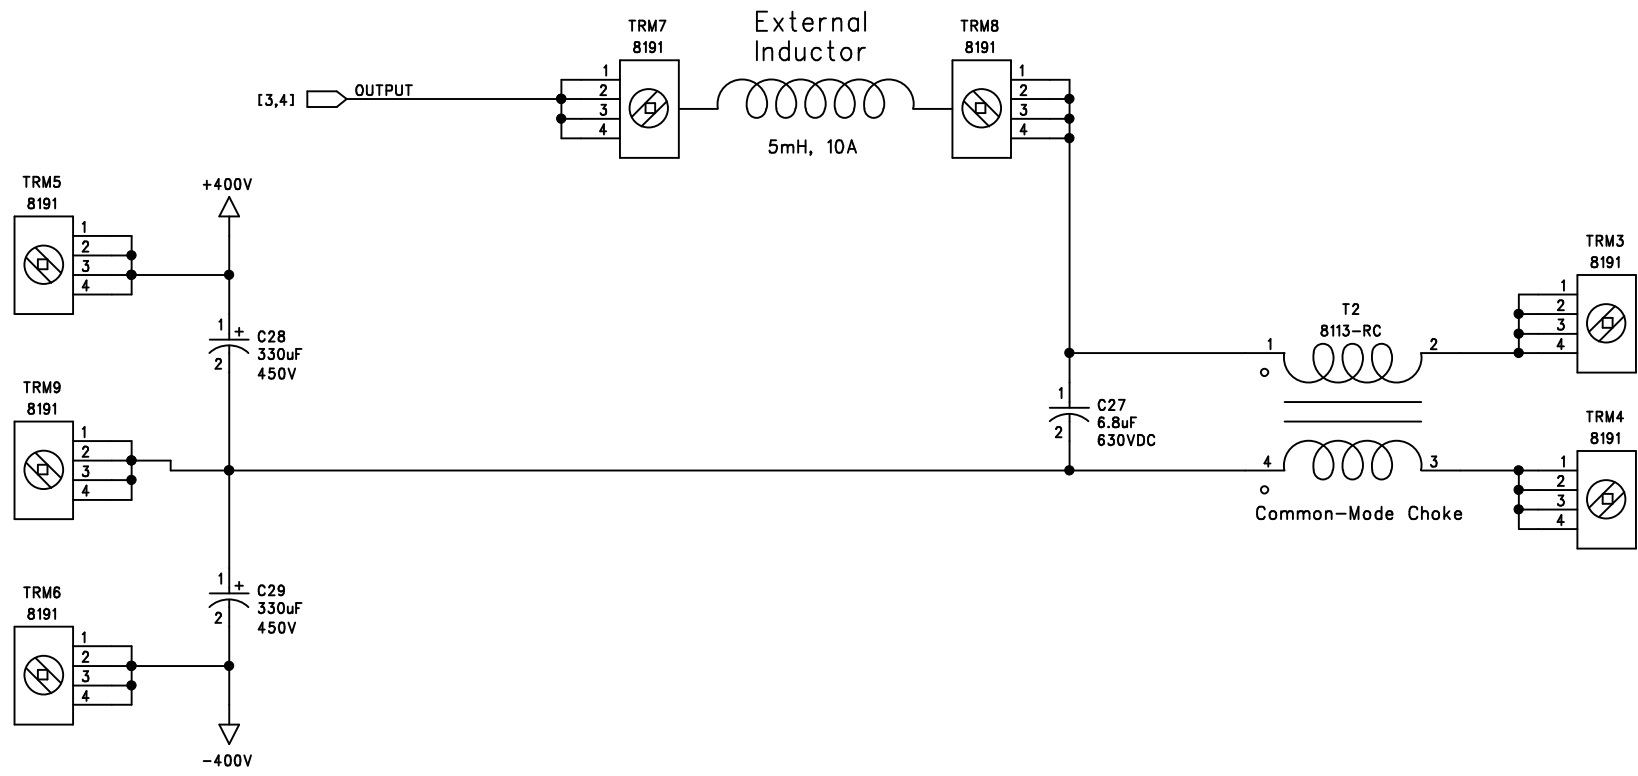 External
Inductor
TRM7
8191
1
2
3
4
TRM8
8191
1
2
3
4
[3,4]
OUTPUT
5mH, 10A
TRM5
8191
1
2
3
4
+400V
1
+
2
C28
330uF
450V
TRM9
8191
1
2
3
4
1
+
2
C29
330uF
450V
TRM6
8191
1
2
3
4
-400V
1
2
C27
6.8uF
630VDC
T2
8113-RC
1
2
4
3
Common-Mode Choke
TRM3
8191
1
2
3
4
TRM4
8191
1
2
3
4